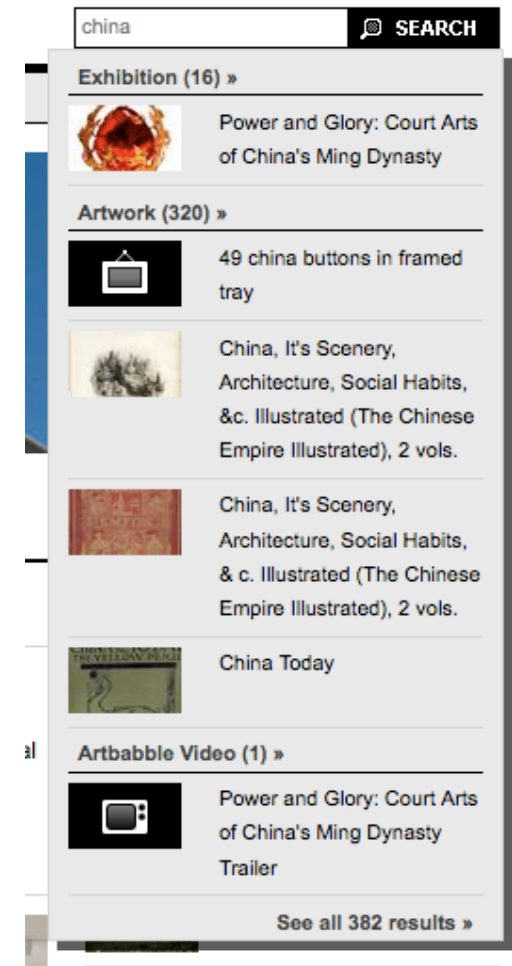 china
SEARCH
Exhibition (16) »
Power and Glory: Court Arts
of China's Ming Dynasty
Artwork (320) »
49 china buttons in framed
tray
China, It's Scenery,
Architecture, Social Habits,
&c. Illustrated (The Chinese
Empire Illustrated), 2 vols.
China, It's Scenery,
Architecture, Social Habits,
& c. Illustrated (The Chinese
Empire Illustrated), 2 vols.
China Today
al
Artbabble Video (1) »
Power and Glory: Court Arts
of China's Ming Dynasty
Trailer
See all 382 results »